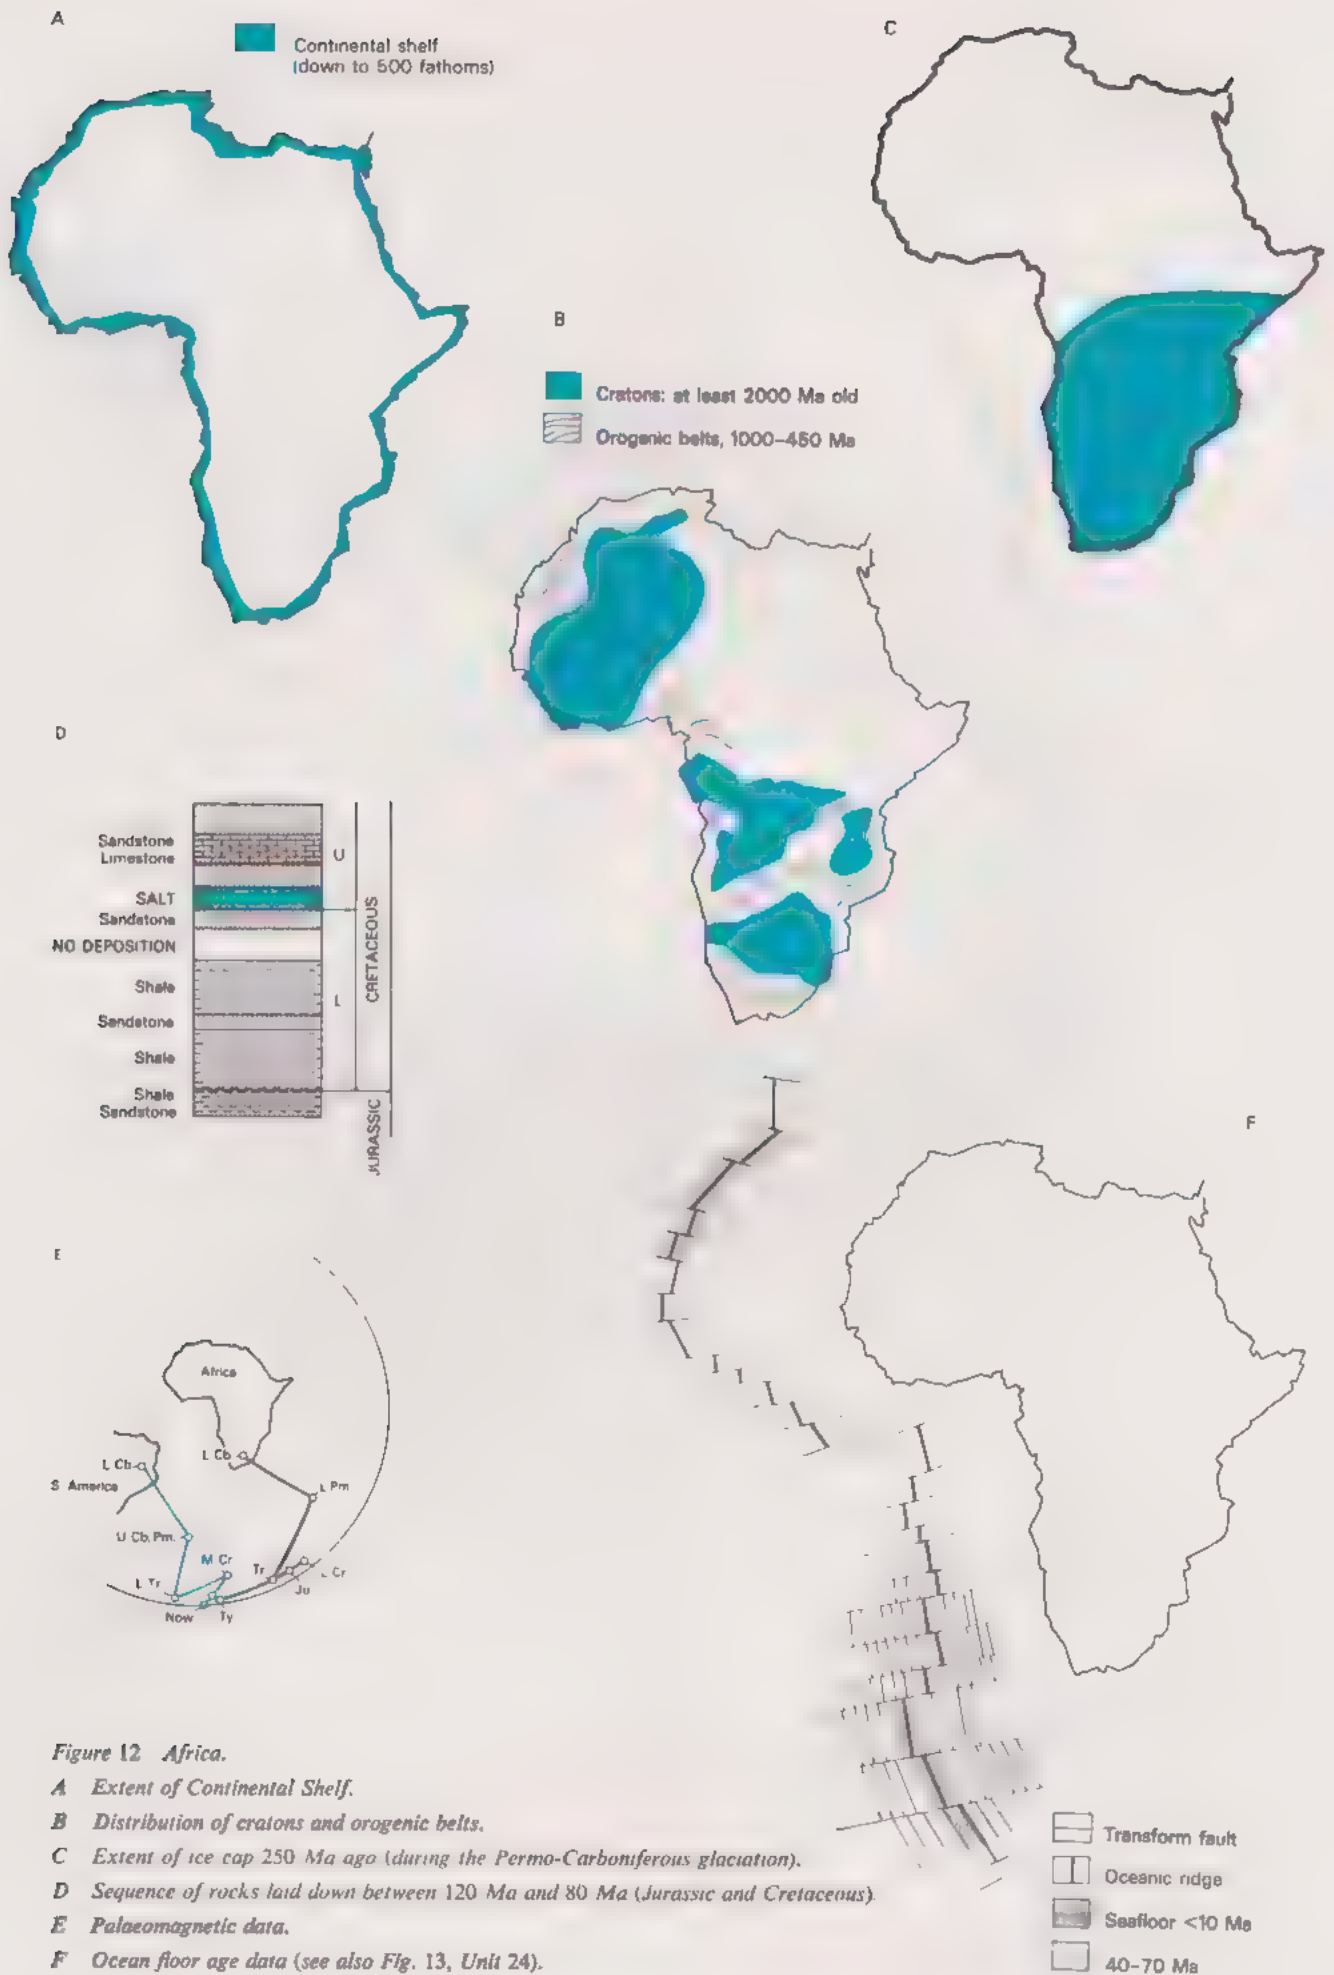 A
Continental shelf
(down to 500 fathoms)
C
B
Cratons: at least 2000 Ma old
Orogenic belts, 1000–450 Ma
D
Sandstone
Limestone
SALT
Sandstone
NO DEPOSITION
Shale
Sandstone
Shale
Shale
Sandstone
U
L
CRETACEOUS
JURASSIC
E
Africa
L Cb
L Cb
S America
L Pm
U Cb, Pm
M Cr
Tr
L Cr
Ju
L Tr
Now
Ty
F
Figure 12 Africa.
A Extent of Continental Shelf.
B Distribution of cratons and orogenic belts.
C Extent of ice cap 250 Ma ago (during the Permo-Carboniferous glaciation).
D Sequence of rocks laid down between 120 Ma and 80 Ma (Jurassic and Cretaceous)
E Palaeomagnetic data.
F Ocean floor age data (see also Fig. 13, Unit 24).
Transform fault
Oceanic ridge
Seafloor <10 Ma
40–70 Ma